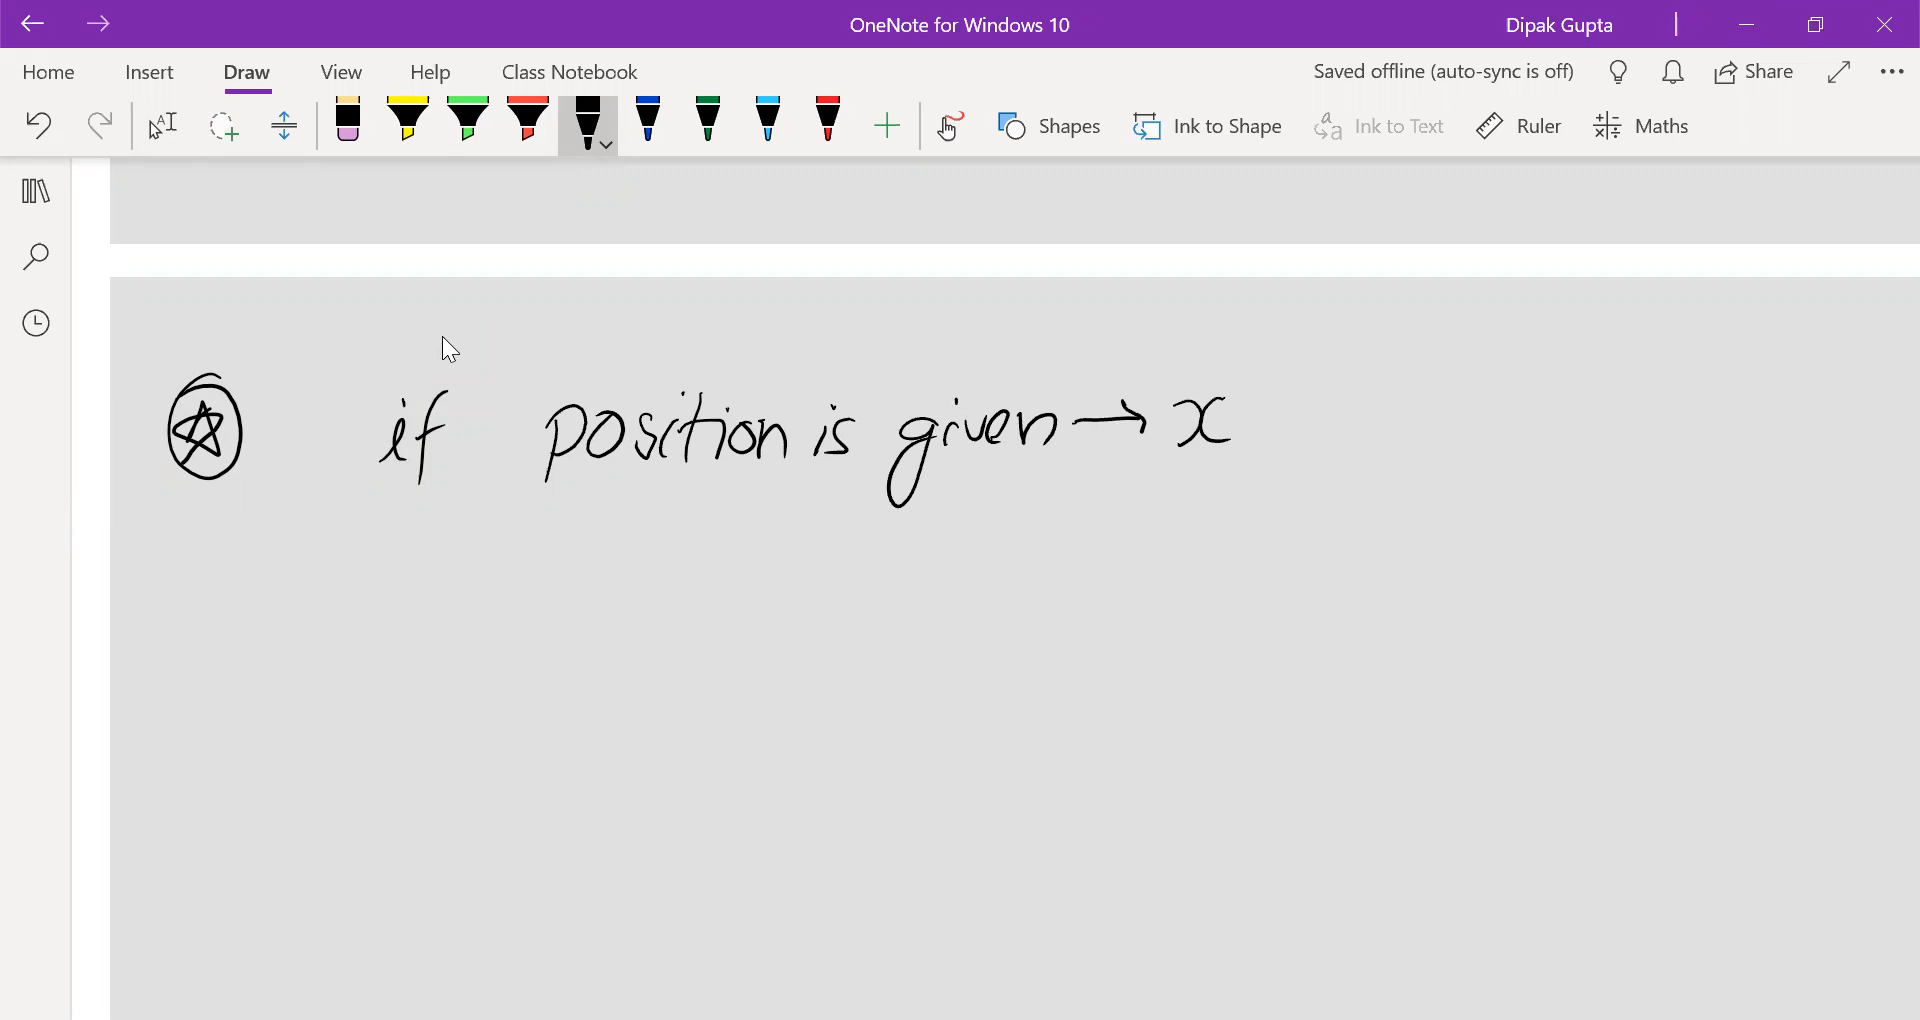 OneNote for Windows 10
Dipak Gupta
Home Insert Draw View Help Class Notebook
Saved offline (auto-sync is off) Share
Shapes Ink to Shape Ink to Text Ruler Maths
if position is given → x